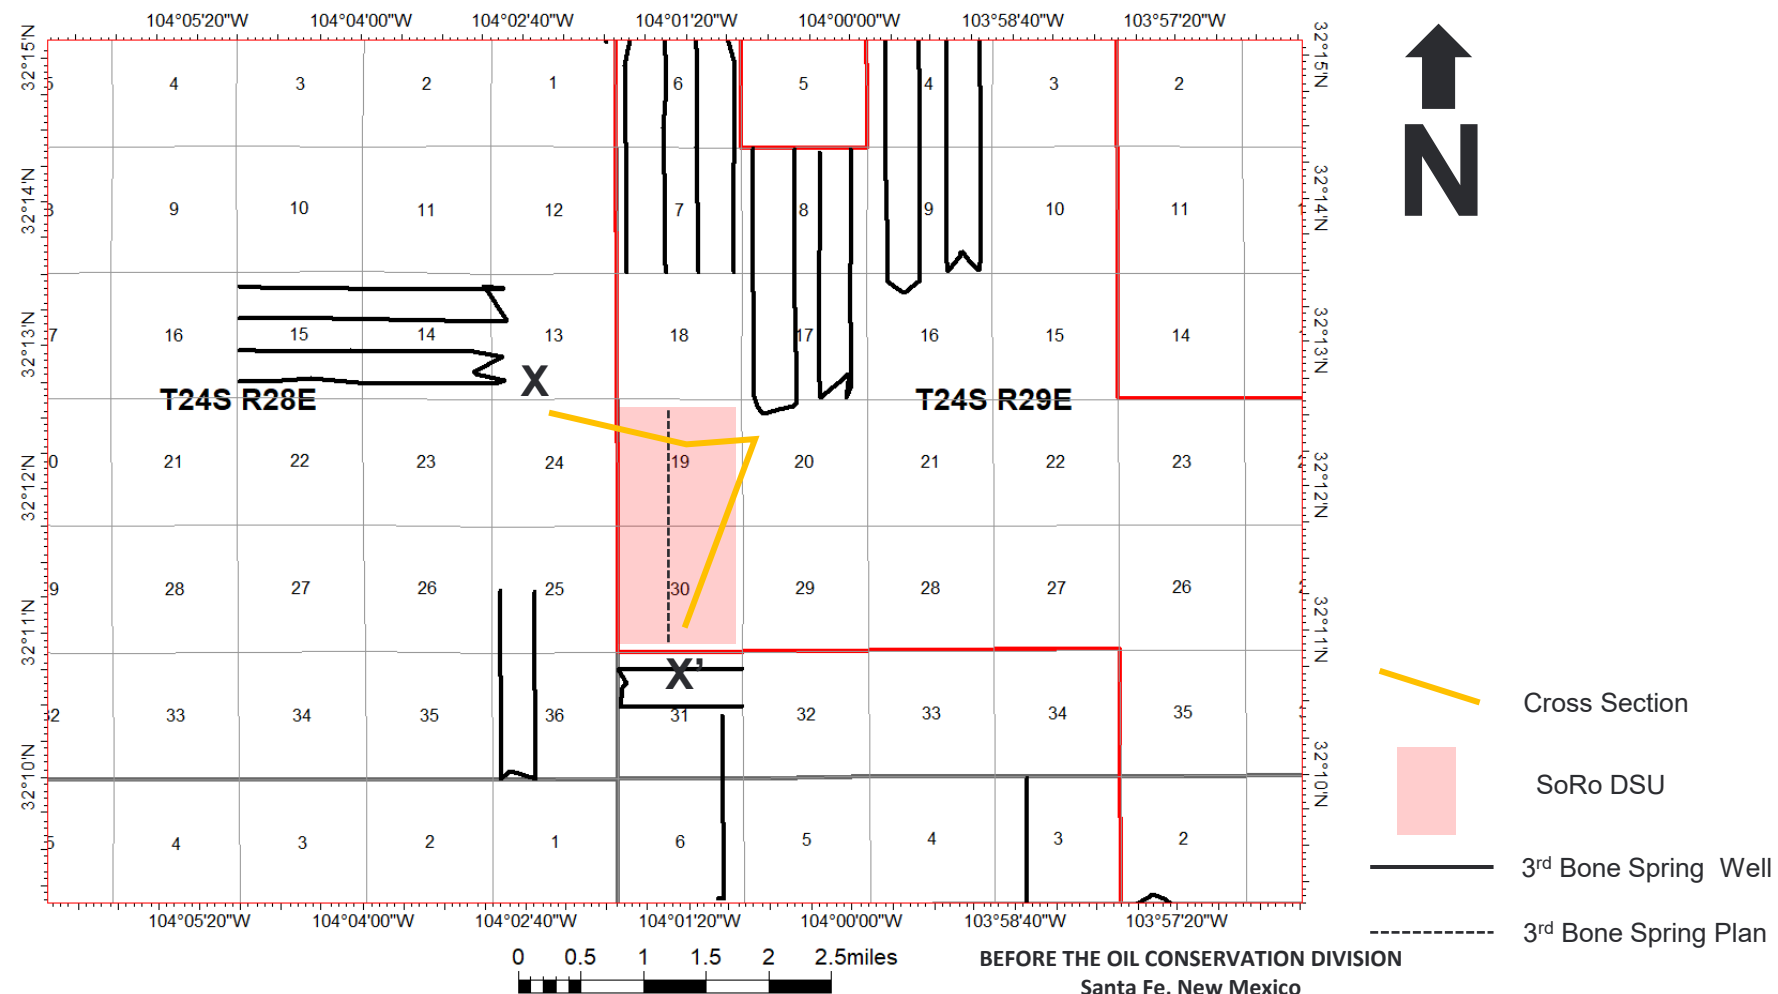 104°05'20"W 104°04'00"W 104°02'40"W 104°01'20"W 104°00'00"W 103°58'40"W 103°57'20"W
32°15'N 32°15'N
4 3 2 1 6 5 4 3 2
N
32°14'N 32°14'N
9 10 11 12 7 8 9 10 11
32°13'N 32°13'N
7 16 15 14 13 18 17 16 15 14
X
T24S R28E T24S R29E
32°12'N 32°12'N
0 21 22 23 24 19 20 21 22 23
32°11'N 32°11'N
9 28 27 26 25 30 29 28 27 26
X'
2 33 34 35 36 31 32 33 34 35
32°10'N 32°10'N
4 3 2 1 6 5 4 3 2
104°05'20"W 104°04'00"W 104°02'40"W 104°01'20"W 104°00'00"W 103°58'40"W 103°57'20"W
Cross Section
SoRo DSU
3rd Bone Spring Well
3rd Bone Spring Plan
0 0.5 1 1.5 2 2.5miles
BEFORE THE OIL CONSERVATION DIVISION
Santa Fe, New Mexico